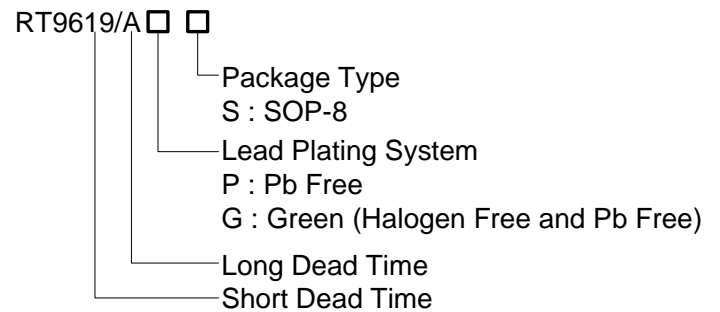 RT9619/A
Package Type
S : SOP-8
Lead Plating System
P : Pb Free
G : Green (Halogen Free and Pb Free)
Long Dead Time
Short Dead Time